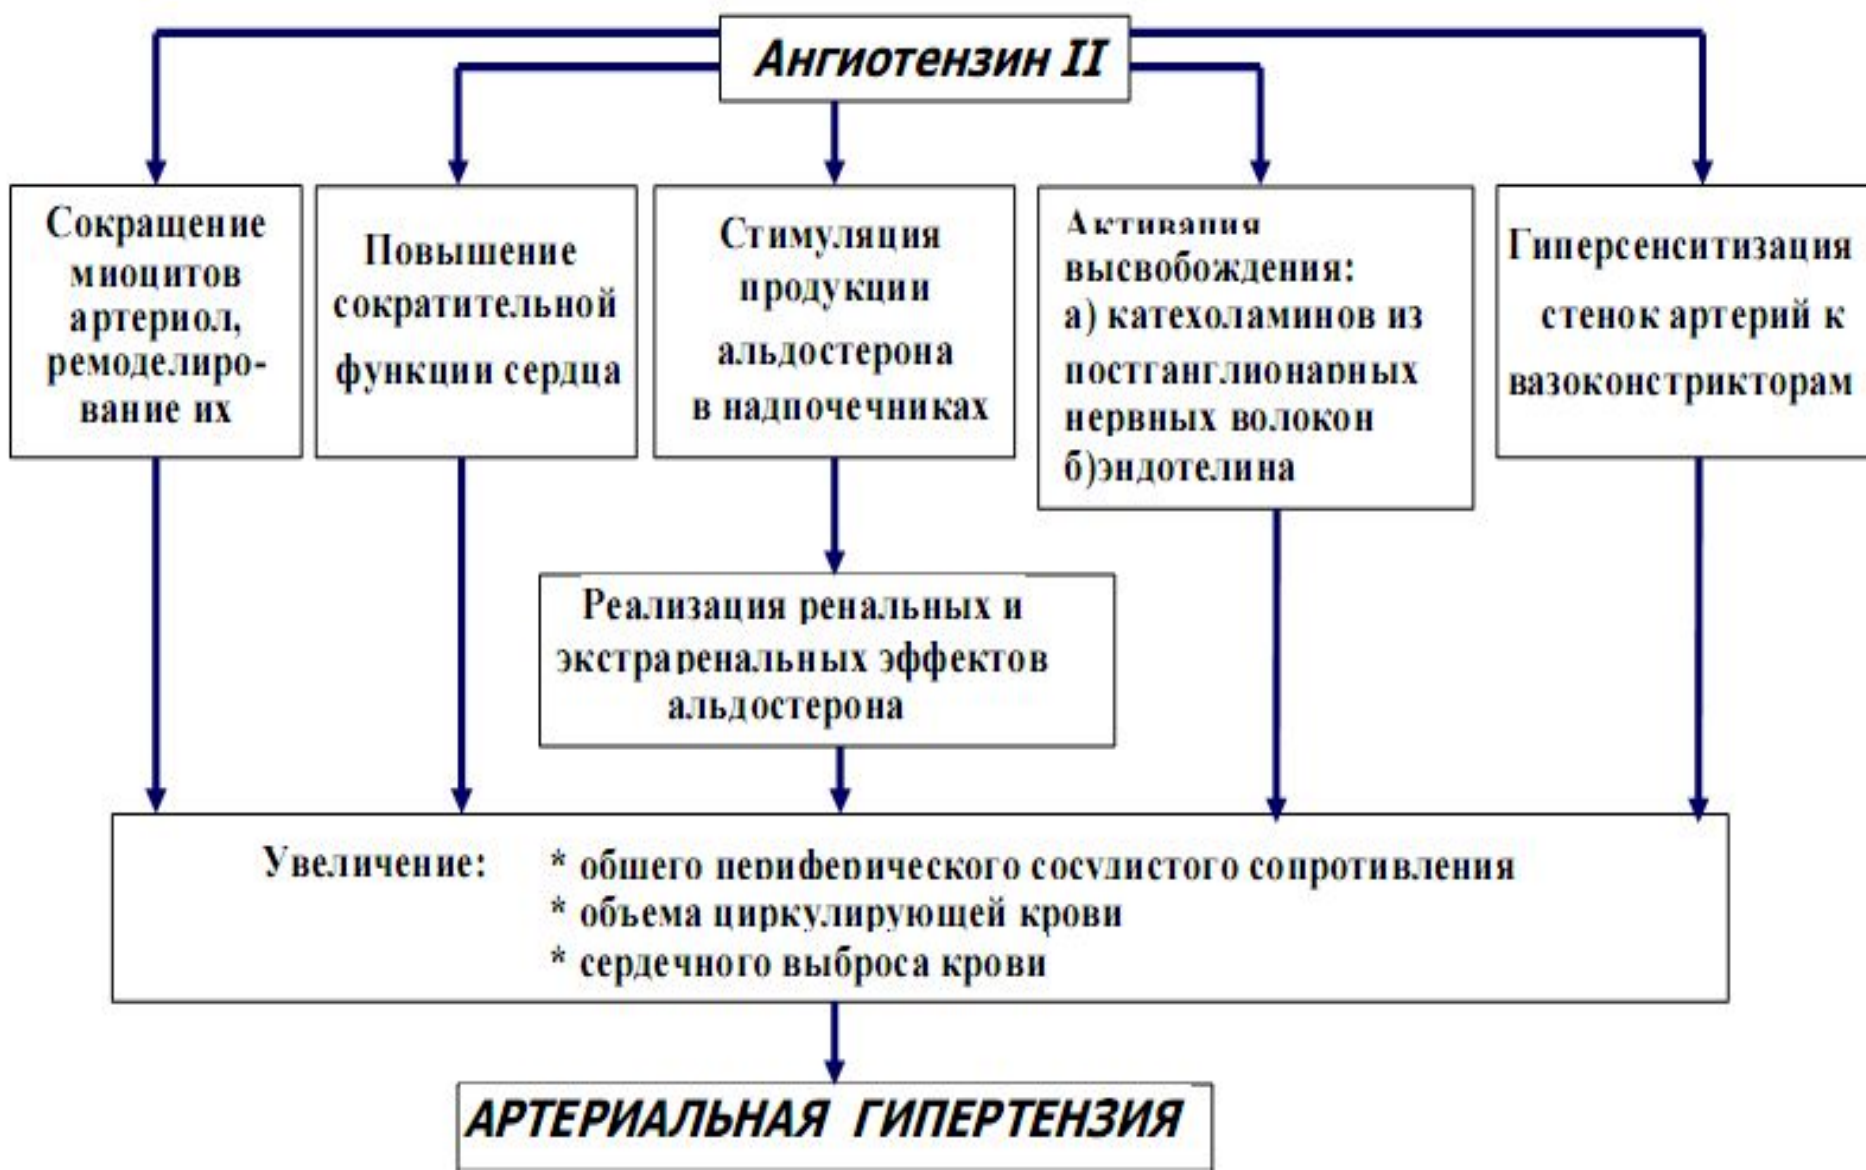 Ангиотензин II
Сокращение
миоцитов
артериол,
ремоделиро-
вание их
Повышение
сократительной
функции сердца
Стимуляция
продукции
альдостерона
в надпочечниках
Активация
высвобождения:
а) катехоламинов из
постганглионарных
нервных волокон
б)эндотелина
Гиперсенситизация
стенок артерий к
вазоконстрикторам
Реализация ренальных и
экстраренальных эффектов
альдостерона
Увеличение: * общего периферического сосудистого сопротивления
* объема циркулирующей крови
* сердечного выброса крови
АРТЕРИАЛЬНАЯ ГИПЕРТЕНЗИЯ